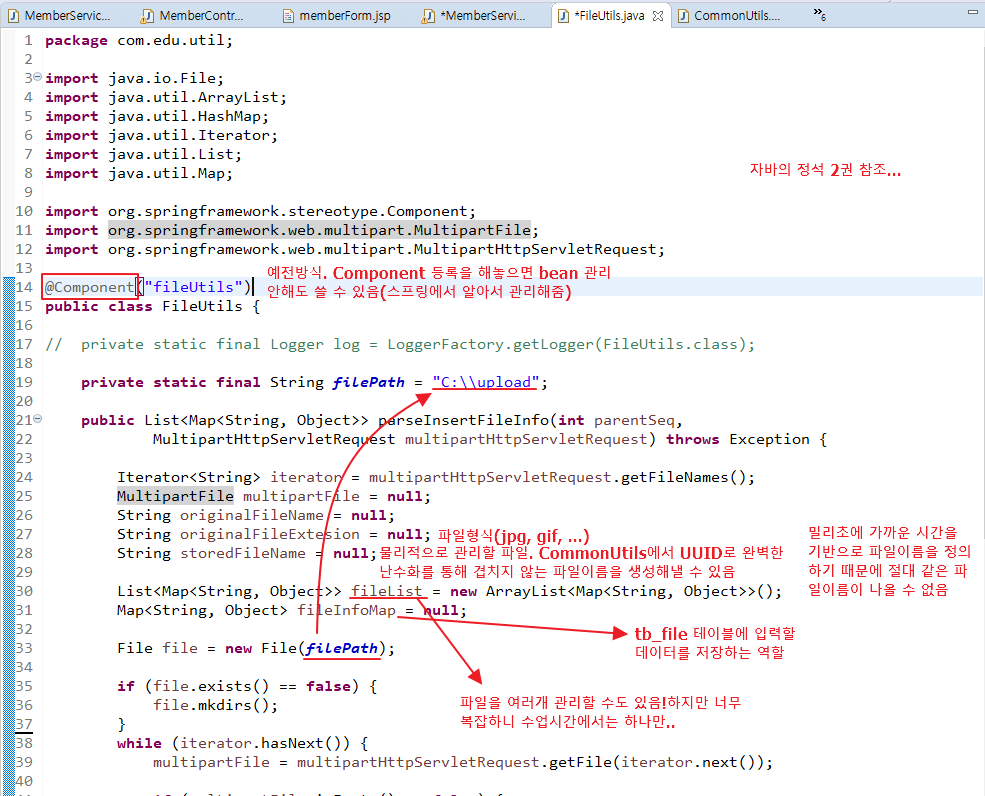 MemberServic...
MemberContr...
memberForm.jsp
*MemberServi...
*FileUtils.java
CommonUtils....
»6
1 package com.edu.util;
2
3 import java.io.File;
4 import java.util.ArrayList;
5 import java.util.HashMap;
6 import java.util.Iterator;
7 import java.util.List;
8 import java.util.Map;
자바의 정석 2권 참조...
9
10 import org.springframework.stereotype.Component;
11 import org.springframework.web.multipart.MultipartFile;
12 import org.springframework.web.multipart.MultipartHttpServletRequest;
13
예전방식. Component 등록을 해놓으면 bean 관리
안해도 쓸 수 있음(스프링에서 알아서 관리해줌)
14 @Component("fileUtils")
15 public class FileUtils {
16
17 //  private static final Logger log = LoggerFactory.getLogger(FileUtils.class);
18
19     private static final String filePath = "C:\\upload";
20
21     public List<Map<String, Object>> parseInsertFileInfo(int parentSeq,
22             MultipartHttpServletRequest multipartHttpServletRequest) throws Exception {
23
24         Iterator<String> iterator = multipartHttpServletRequest.getFileNames();
25         MultipartFile multipartFile = null;
26         String originalFileName = null;
27         String originalFileExtesion = null; 파일형식(jpg, gif, ...)
28         String storedFileName = null; 물리적으로 관리할 파일. CommonUtils에서 UUID로 완벽한
난수화를 통해 겹치지 않는 파일이름을 생성해낼 수 있음
밀리초에 가까운 시간을
기반으로 파일이름을 정의
하기 때문에 절대 같은 파
일이름이 나올 수 없음
29
30         List<Map<String, Object>> fileList = new ArrayList<Map<String, Object>>();
31         Map<String, Object> fileInfoMap = null;
32
tb_file 테이블에 입력할
데이터를 저장하는 역할
33         File file = new File(filePath);
34
35         if (file.exists() == false) {
36             file.mkdirs();
37         }
파일을 여러개 관리할 수도 있음!하지만 너무
복잡하니 수업시간에서는 하나만..
38         while (iterator.hasNext()) {
39             multipartFile = multipartHttpServletRequest.getFile(iterator.next());
40